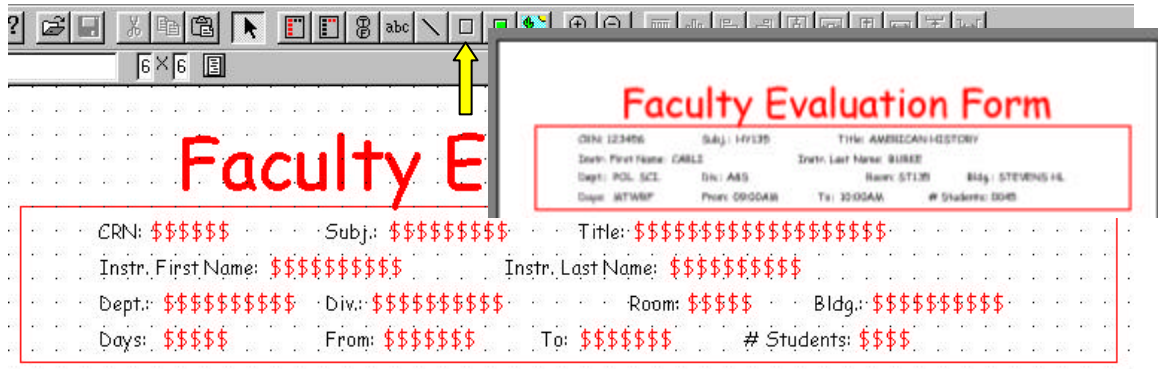 ?
abc
6 × 6
Faculty E
CRN: $$$$$$ Subj.: $$$$$$$$$ Title: $$$$$$$$$$$$$$$$$$$
Instr. First Name: $$$$$$$$$$ Instr. Last Name: $$$$$$$$$$
Dept.: $$$$$$$$$$ Div.: $$$$$$$$$$ Room: $$$$$ Bldg.: $$$$$$$$$$
Days: $$$$$ From: $$$$$$$ To: $$$$$$$ # Students: $$$$
Faculty Evaluation Form
CRN: 123456 Subj.: HY135 Title: AMERICAN HISTORY
Instr. First Name: Instr. Last Name:
Dept.: POL. SCI. Div.: A&S Room: ST135 Bldg.: STEVENS HL
Days: MTWRF From: 09:00AM To: 10:00AM # Students: 0045